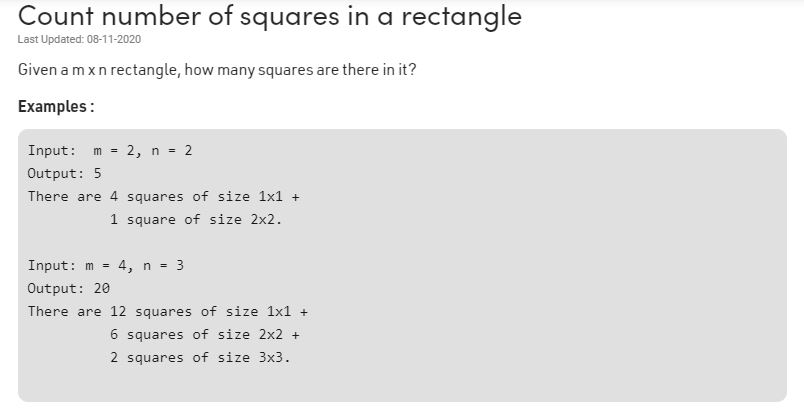 Count number of squares in a rectangle
Last Updated: 08-11-2020
Given a m x n rectangle, how many squares are there in it?
Examples :
Input:  m = 2, n = 2
Output: 5
There are 4 squares of size 1x1 +
          1 square of size 2x2.
Input: m = 4, n = 3
Output: 20
There are 12 squares of size 1x1 +
          6 squares of size 2x2 +
          2 squares of size 3x3.